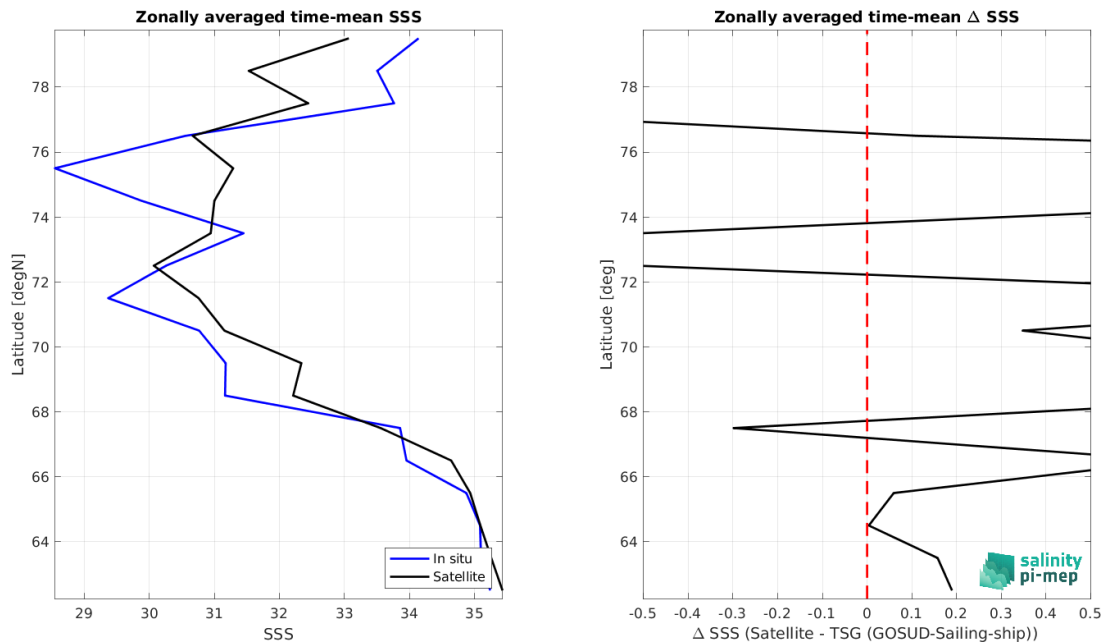 Zonally averaged time-mean SSS
Latitude [degN]
78
76
74
72
70
68
66
64
29 30 31 32 33 34 35
SSS
In situ
Satellite
Zonally averaged time-mean Δ SSS
Latitude [deg]
78
76
74
72
70
68
66
64
-0.5 -0.4 -0.3 -0.2 -0.1 0 0.1 0.2 0.3 0.4 0.5
Δ SSS (Satellite - TSG (GOSUD-Sailing-ship))
salinity
pi-mep